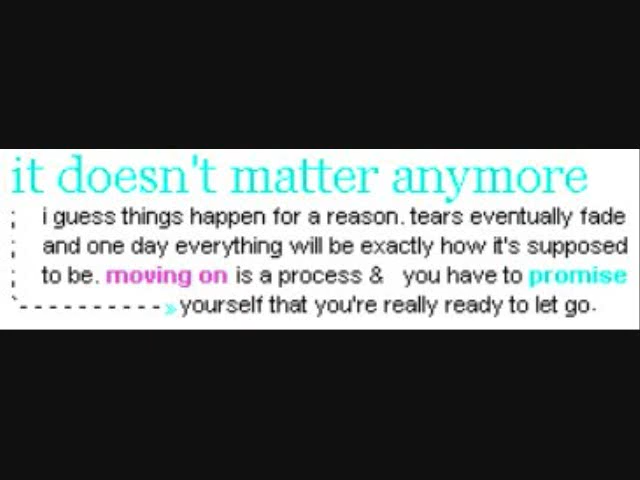 it doesn't matter anymore
; i guess things happen for a reason. tears eventually fade
; and one day everything will be exactly how it's supposed
; to be. moving on is a process & you have to promise
`- - - - - - - - - - -» yourself that you're really ready to let go.